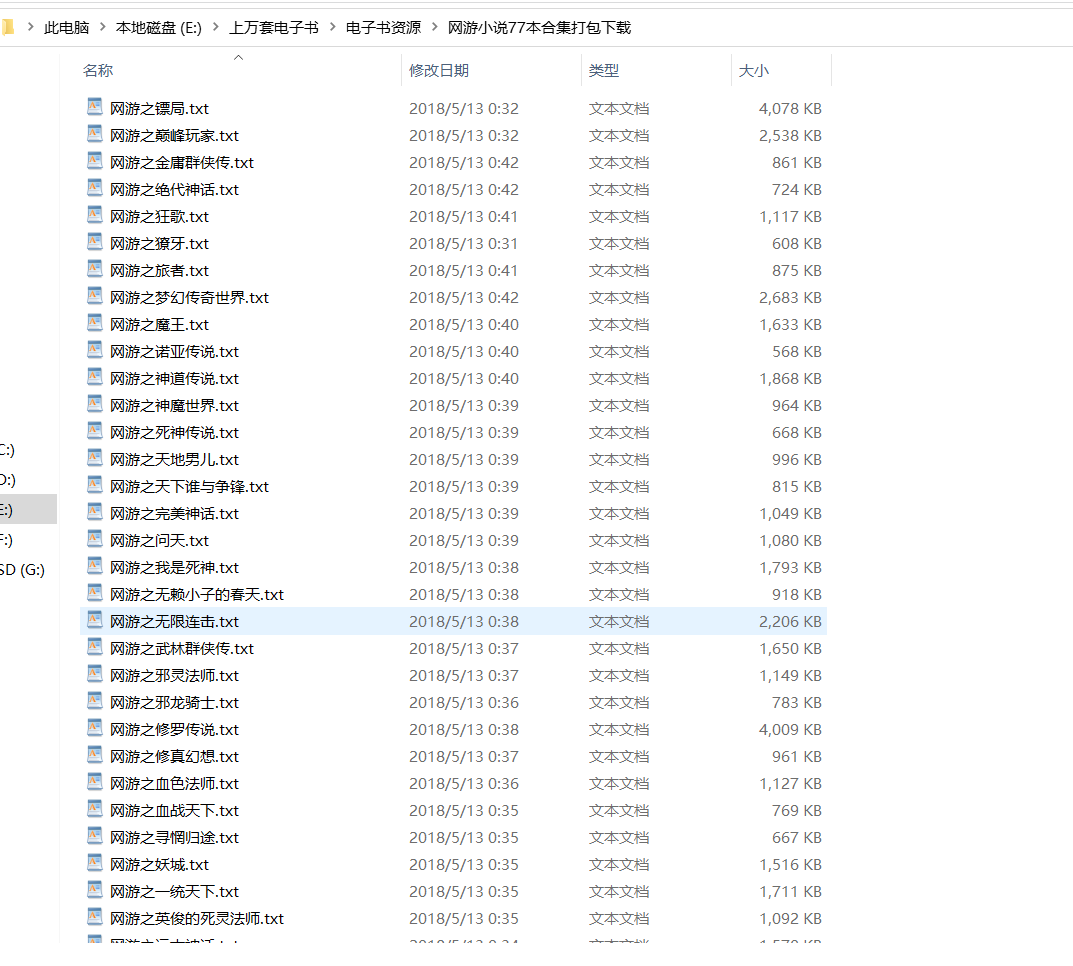 此电脑 > 本地磁盘 (E:) > 上万套电子书 > 电子书资源 > 网游小说77本合集打包下载
名称 修改日期 类型 大小
网游之镖局.txt 2018/5/13 0:32 文本文档 4,078 KB
网游之巅峰玩家.txt 2018/5/13 0:32 文本文档 2,538 KB
网游之金庸群侠传.txt 2018/5/13 0:42 文本文档 861 KB
网游之绝代神话.txt 2018/5/13 0:42 文本文档 724 KB
网游之狂歌.txt 2018/5/13 0:41 文本文档 1,117 KB
网游之獠牙.txt 2018/5/13 0:31 文本文档 608 KB
网游之旅者.txt 2018/5/13 0:41 文本文档 875 KB
网游之梦幻传奇世界.txt 2018/5/13 0:42 文本文档 2,683 KB
网游之魔王.txt 2018/5/13 0:40 文本文档 1,633 KB
网游之诺亚传说.txt 2018/5/13 0:40 文本文档 568 KB
网游之神道传说.txt 2018/5/13 0:40 文本文档 1,868 KB
网游之神魔世界.txt 2018/5/13 0:39 文本文档 964 KB
网游之死神传说.txt 2018/5/13 0:39 文本文档 668 KB
C:)
网游之天地男儿.txt 2018/5/13 0:39 文本文档 996 KB
D:)
网游之天下谁与争锋.txt 2018/5/13 0:39 文本文档 815 KB
E:)
网游之完美神话.txt 2018/5/13 0:39 文本文档 1,049 KB
F:)
网游之问天.txt 2018/5/13 0:39 文本文档 1,080 KB
SD (G:)
网游之我是死神.txt 2018/5/13 0:38 文本文档 1,793 KB
网游之无赖小子的春天.txt 2018/5/13 0:38 文本文档 918 KB
网游之无限连击.txt 2018/5/13 0:38 文本文档 2,206 KB
网游之武林群侠传.txt 2018/5/13 0:37 文本文档 1,650 KB
网游之邪灵法师.txt 2018/5/13 0:37 文本文档 1,149 KB
网游之邪龙骑士.txt 2018/5/13 0:36 文本文档 783 KB
网游之修罗传说.txt 2018/5/13 0:38 文本文档 4,009 KB
网游之修真幻想.txt 2018/5/13 0:37 文本文档 961 KB
网游之血色法师.txt 2018/5/13 0:36 文本文档 1,127 KB
网游之血战天下.txt 2018/5/13 0:35 文本文档 769 KB
网游之寻惘归途.txt 2018/5/13 0:35 文本文档 667 KB
网游之妖城.txt 2018/5/13 0:35 文本文档 1,516 KB
网游之一统天下.txt 2018/5/13 0:35 文本文档 1,711 KB
网游之英俊的死灵法师.txt 2018/5/13 0:35 文本文档 1,092 KB